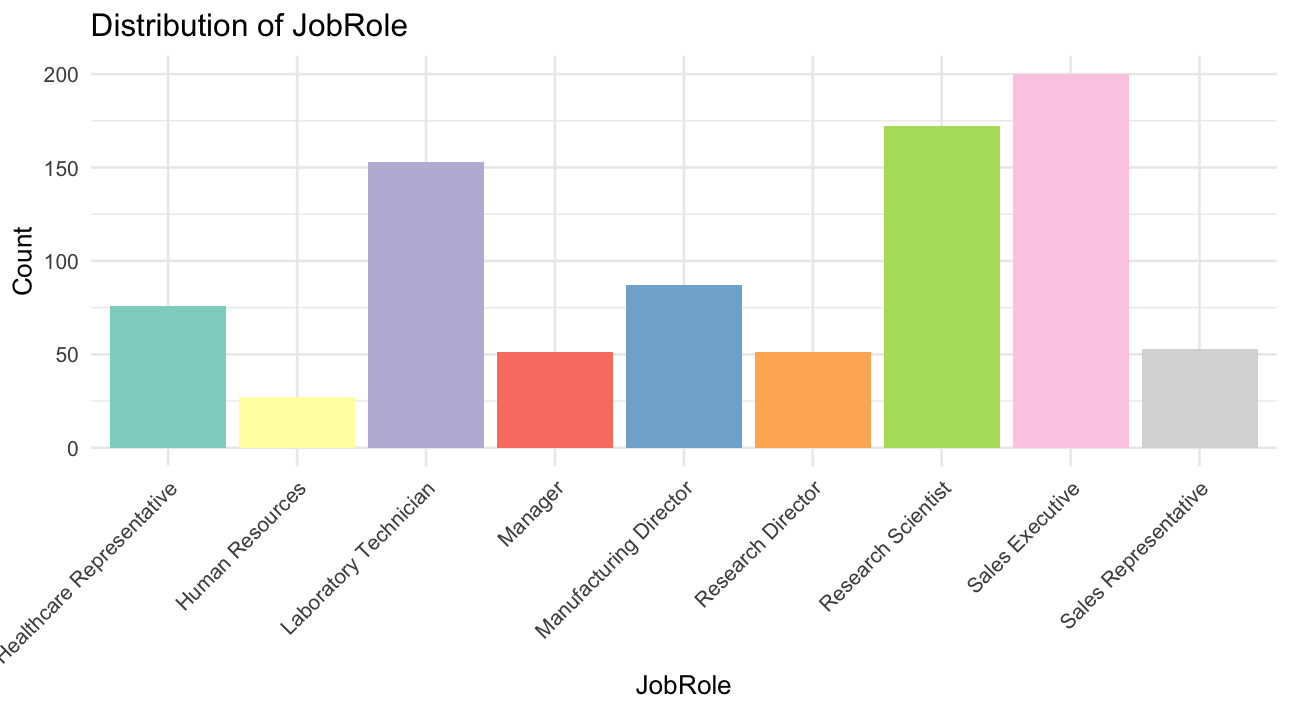 Distribution of JobRole
Count
200
150
100
50
0
Healthcare Representative
Human Resources
Laboratory Technician
Manager
Manufacturing Director
Research Director
Research Scientist
Sales Executive
Sales Representative
JobRole